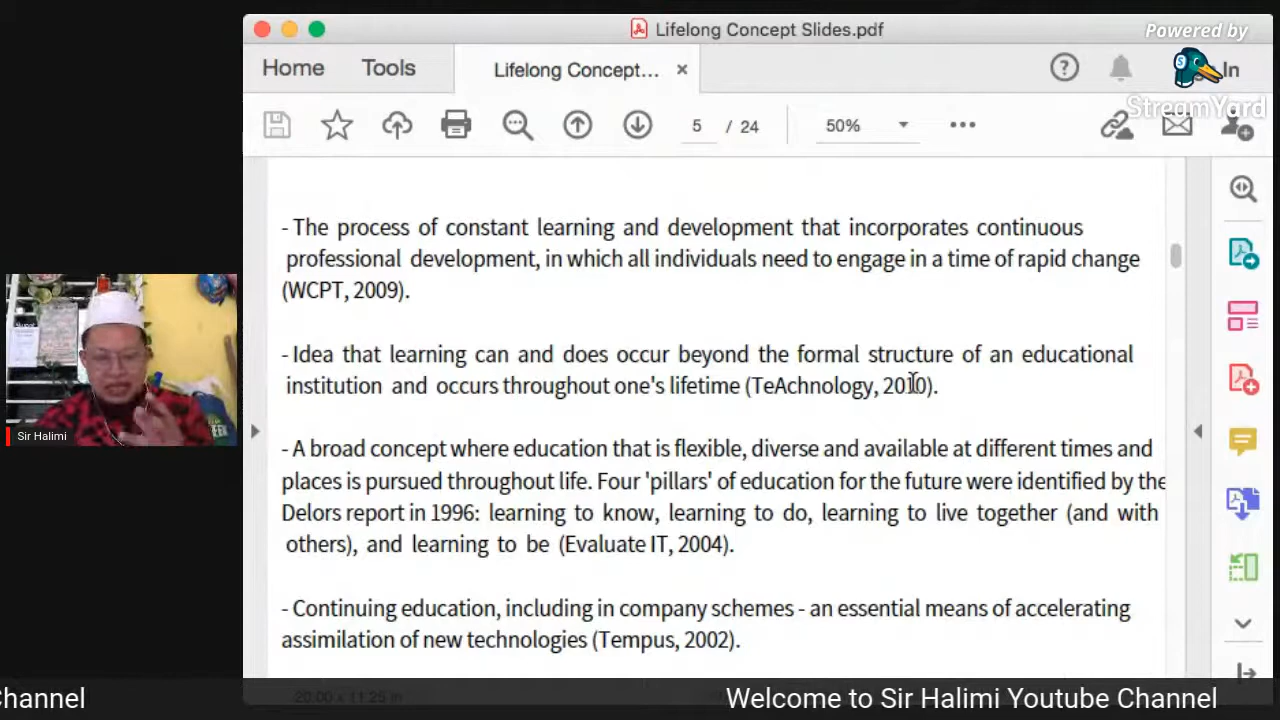 Lifelong Concept Slides.pdf
Powered by
Home
Tools
Lifelong Concept...
In
StreamYard
5 / 24
50%
- The process of constant learning and development that incorporates continuous
professional development, in which all individuals need to engage in a time of rapid change
(WCPT, 2009).
- Idea that learning can and does occur beyond the formal structure of an educational
institution and occurs throughout one's lifetime (TeAchnology, 2010).
- A broad concept where education that is flexible, diverse and available at different times and
places is pursued throughout life. Four 'pillars' of education for the future were identified by the
Delors report in 1996: learning to know, learning to do, learning to live together (and with
others), and learning to be (Evaluate IT, 2004).
- Continuing education, including in company schemes - an essential means of accelerating
assimilation of new technologies (Tempus, 2002).
Sir Halimi
20.00 x 11.25 in
Channel
Welcome to Sir Halimi Youtube Channel